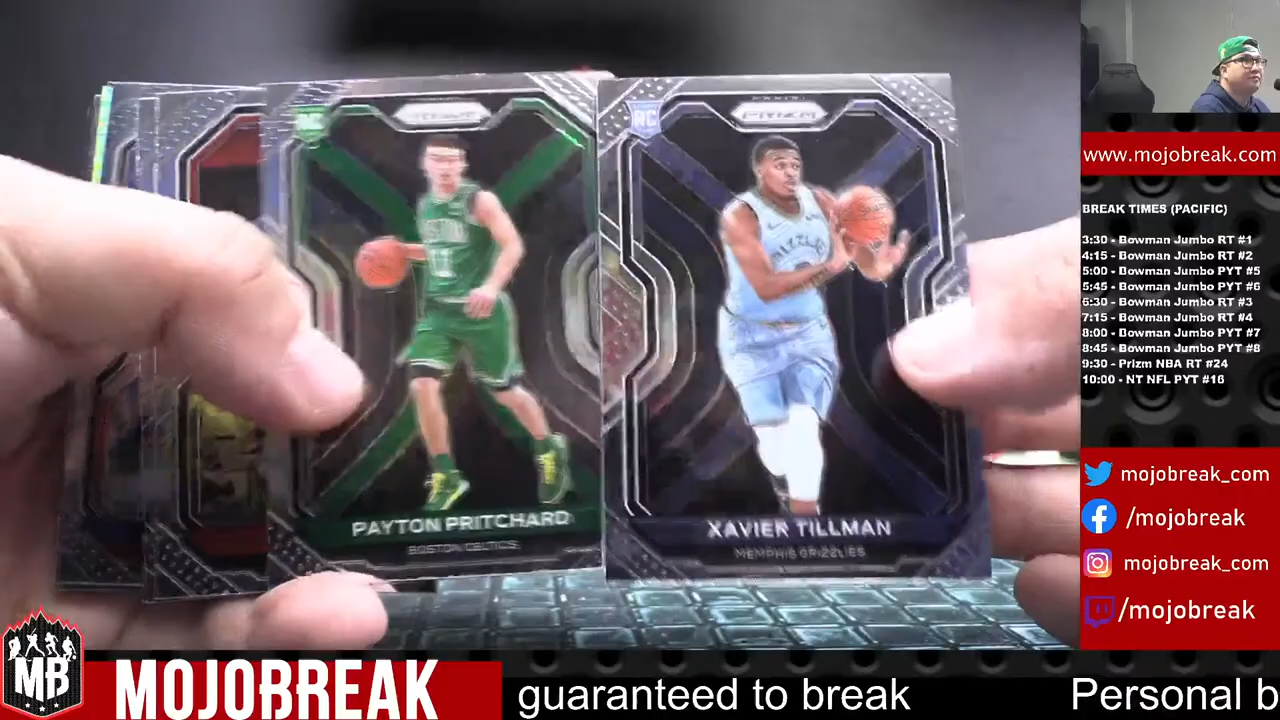 RC
PRIZM
PAYTON PRITCHARD
BOSTON CELTICS
RC
PANINI
PRIZM
XAVIER TILLMAN
MEMPHIS GRIZZLIES
www.mojobreak.com
BREAK TIMES (PACIFIC)
3:30 - Bowman Jumbo RT #1
4:15 - Bowman Jumbo RT #2
5:00 - Bowman Jumbo PYT #5
5:45 - Bowman Jumbo PYT #6
6:30 - Bowman Jumbo RT #3
7:15 - Bowman Jumbo RT #4
8:00 - Bowman Jumbo PYT #7
8:45 - Bowman Jumbo PYT #8
9:30 - Prizm NBA RT #24
10:00 - NT NFL PYT #16
mojobreak_com
/mojobreak
mojobreak_com
/mojobreak
MB
MOJOBREAK
guaranteed to break
Personal b